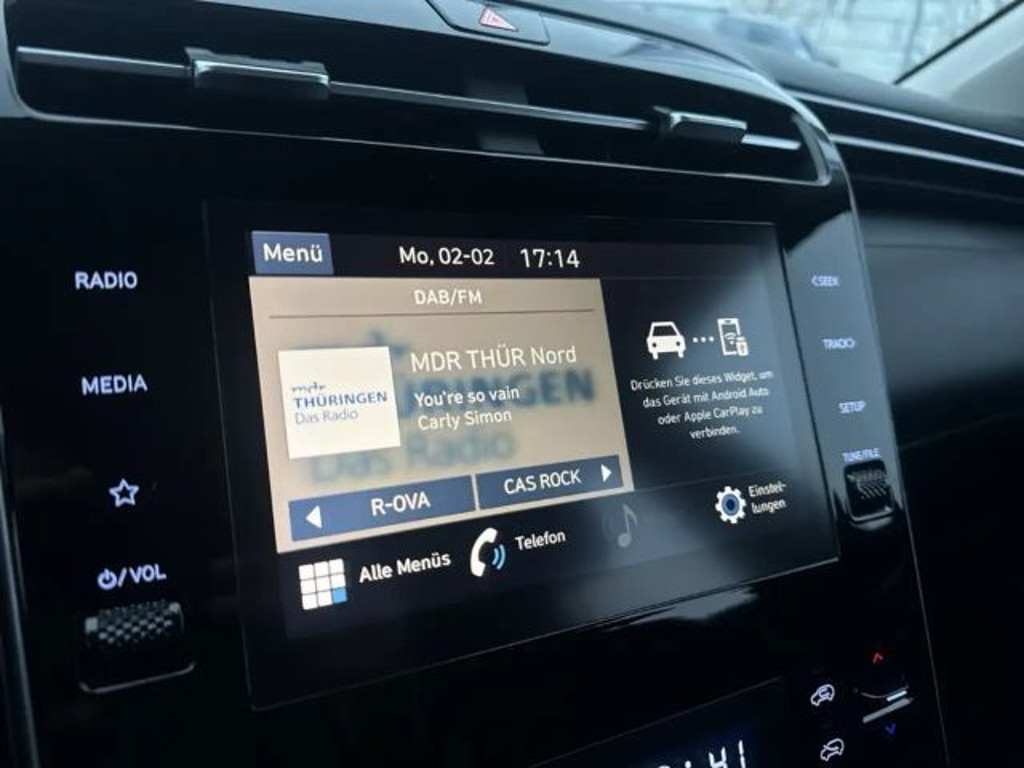 RADIO
MEDIA
⏻/VOL
Menü
Mo, 02-02 17:14
DAB/FM
mdr
THÜRINGEN
Das Radio
MDR THÜR Nord
You're so vain
Carly Simon
R-OVA
CAS ROCK
Drücken Sie dieses Widget, um
das Gerät mit Android Auto
oder Apple CarPlay zu
verbinden.
Alle Menüs
Telefon
Einstel-
lungen
<SEEK
TRACK>
SETUP
TUNE/FILE